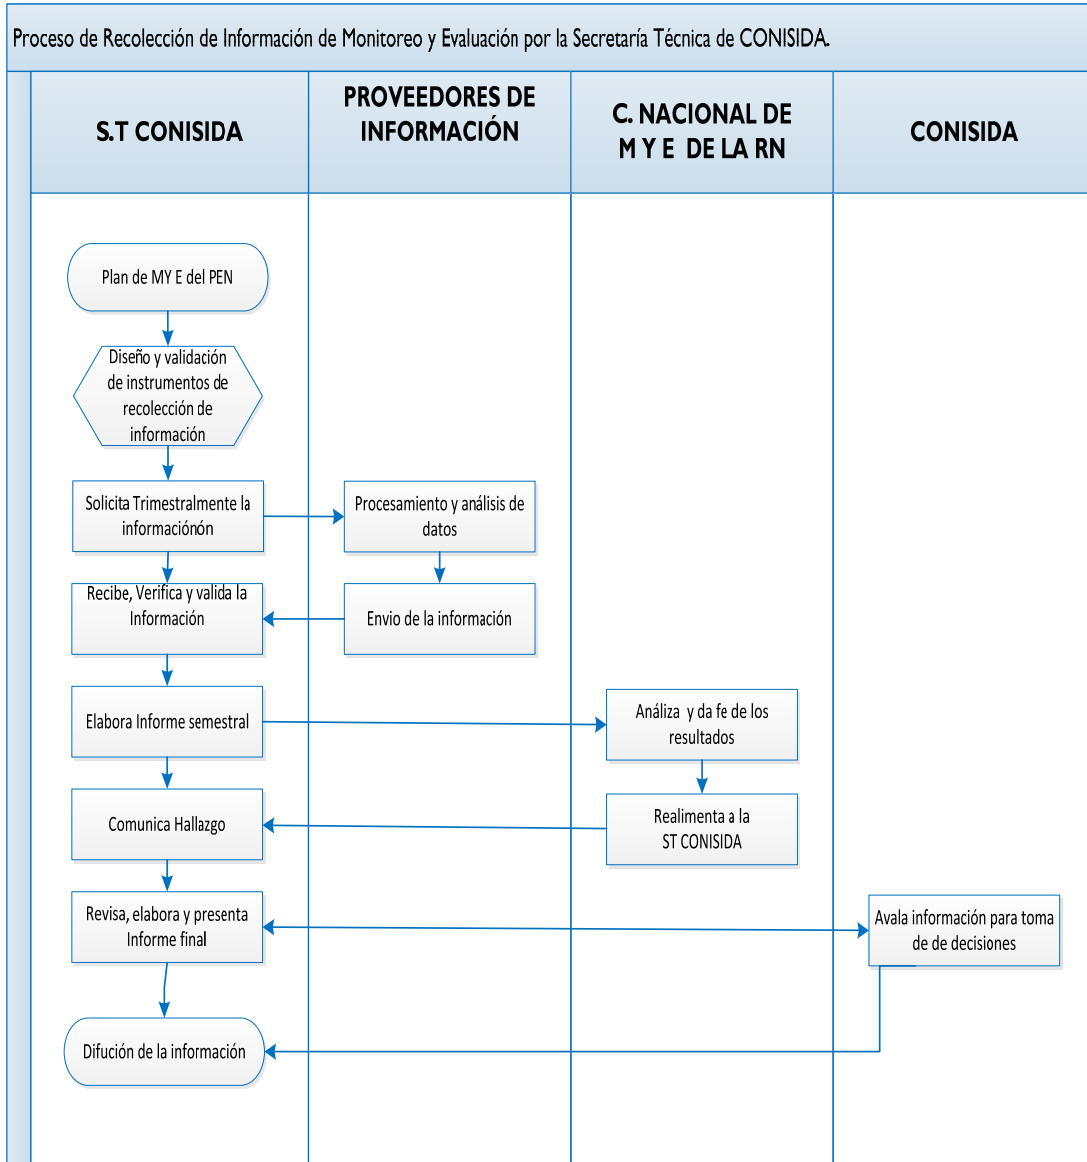 Proceso de Recolección de Información de Monitoreo y Evaluación por la Secretaría Técnica de CONISIDA.
S.T CONISIDA
PROVEEDORES DE
INFORMACIÓN
C. NACIONAL DE
M Y E DE LA RN
CONISIDA
Plan de MY E del PEN
Diseño y validación
de instrumentos de
recolección de
información
Solicita Trimestralmente la
informaciónón
Procesamiento y análisis de
datos
Recibe, Verifica y valida la
Información
Envio de la información
Elabora Informe semestral
Análiza y da fe de los
resultados
Comunica Hallazgo
Realimenta a la
ST CONISIDA
Revisa, elabora y presenta
Informe final
Avala información para toma
de de decisiones
Difución de la información